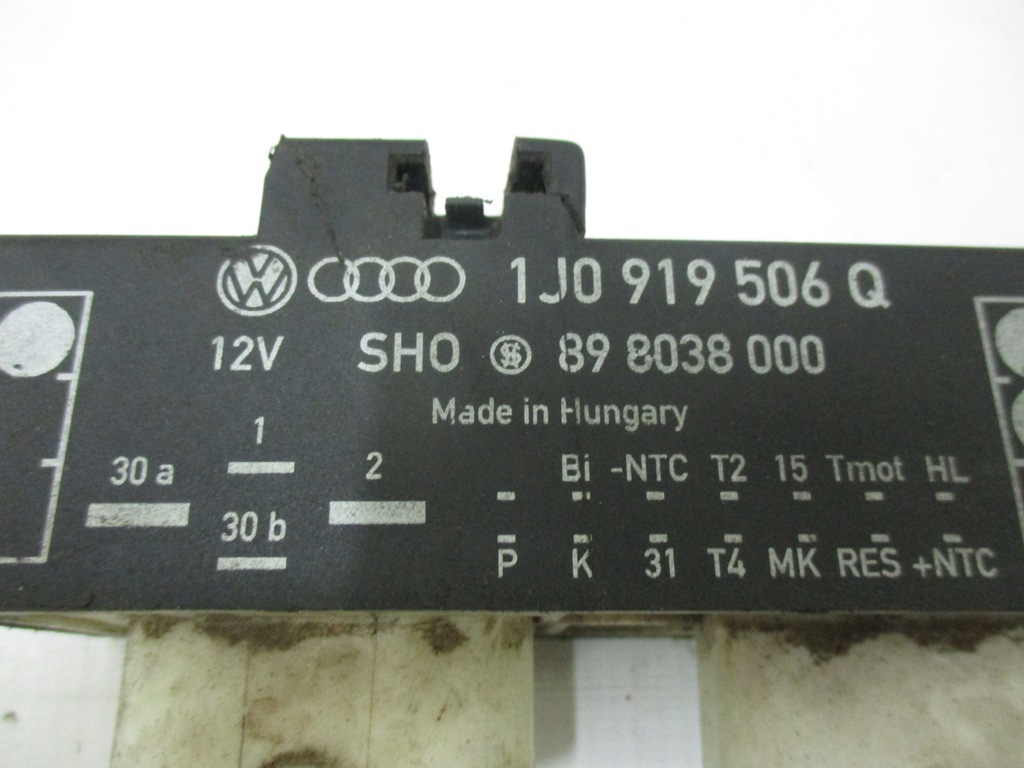 1J0 919 506 Q
12V SHO 89 8038 000
Made in Hungary
1
30 a 2 Bi -NTC T2 15 Tmot HL
30 b
P K 31 T4 MK RES +NTC